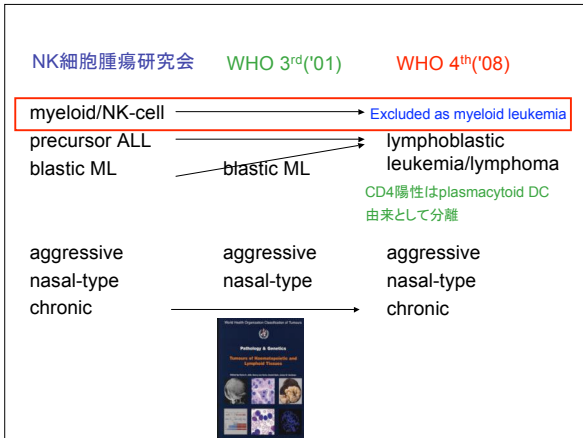 NK細胞腫瘍研究会 WHO 3rd('01) WHO 4th('08)
myeloid/NK-cell Excluded as myeloid leukemia
precursor ALL lymphoblastic
blastic ML blastic ML leukemia/lymphoma
CD4陽性はplasmacytoid DC
由来として分離
aggressive aggressive aggressive
nasal-type nasal-type nasal-type
chronic chronic
World Health Organization Classification of Tumours
Pathology & Genetics
Tumours of Haematopoietic and
Lymphoid Tissues